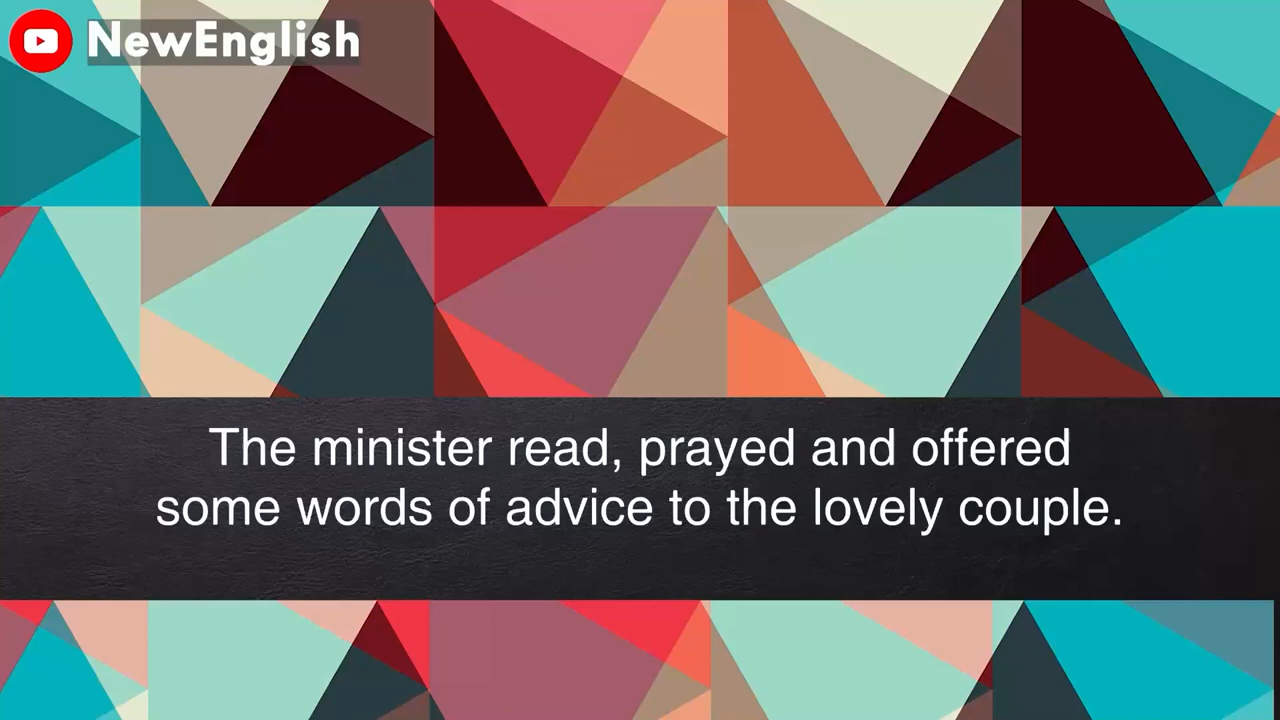 NewEnglish
The minister read, prayed and offered
some words of advice to the lovely couple.